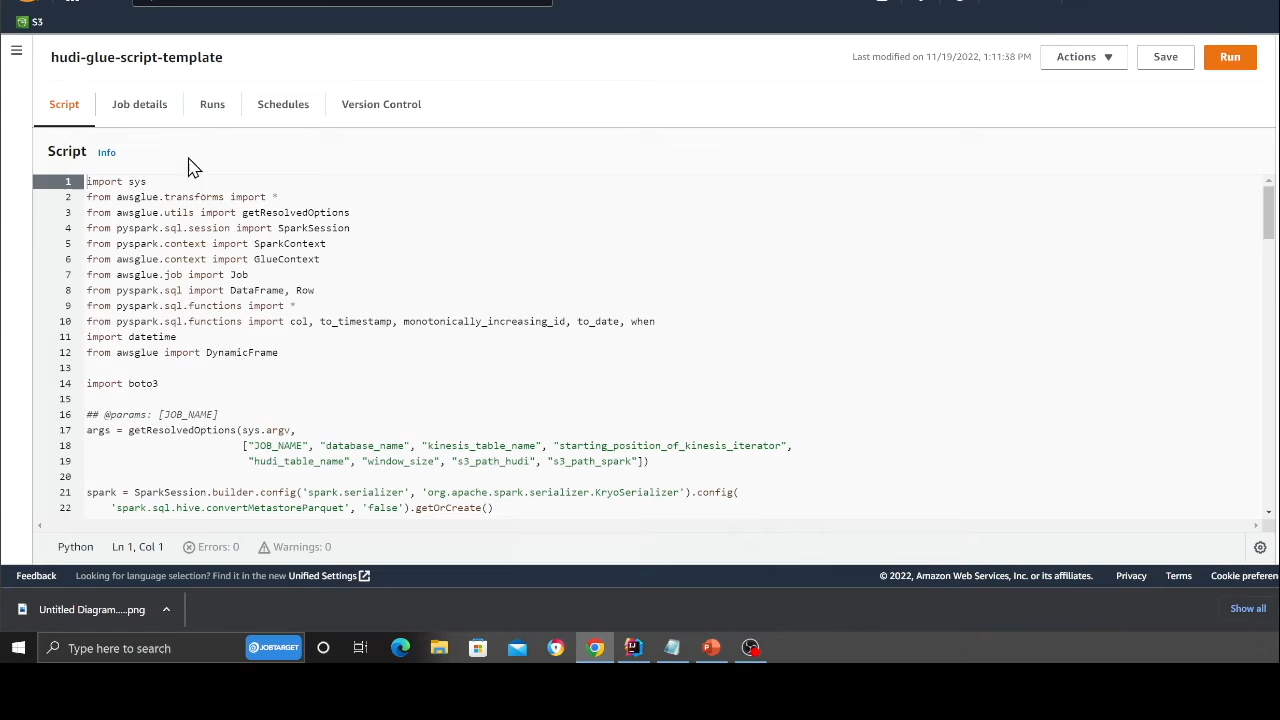 S3
hudi-glue-script-template
Last modified on 11/19/2022, 1:11:38 PM
Actions ▼
Save
Run
Script
Job details
Runs
Schedules
Version Control
Script Info
1 import sys
2 from awsglue.transforms import *
3 from awsglue.utils import getResolvedOptions
4 from pyspark.sql.session import SparkSession
5 from pyspark.context import SparkContext
6 from awsglue.context import GlueContext
7 from awsglue.job import Job
8 from pyspark.sql import DataFrame, Row
9 from pyspark.sql.functions import *
10 from pyspark.sql.functions import col, to_timestamp, monotonically_increasing_id, to_date, when
11 import datetime
12 from awsglue import DynamicFrame
13
14 import boto3
15
16 ## @params: [JOB_NAME]
17 args = getResolvedOptions(sys.argv,
18 ["JOB_NAME", "database_name", "kinesis_table_name", "starting_position_of_kinesis_iterator",
19 "hudi_table_name", "window_size", "s3_path_hudi", "s3_path_spark"])
20
21 spark = SparkSession.builder.config('spark.serializer', 'org.apache.spark.serializer.KryoSerializer').config(
22 'spark.sql.hive.convertMetastoreParquet', 'false').getOrCreate()
Python Ln 1, Col 1 Errors: 0 Warnings: 0
Feedback Looking for language selection? Find it in the new Unified Settings © 2022, Amazon Web Services, Inc. or its affiliates. Privacy Terms Cookie preferen
Untitled Diagram.....png
Show all
Type here to search
JOBTARGET